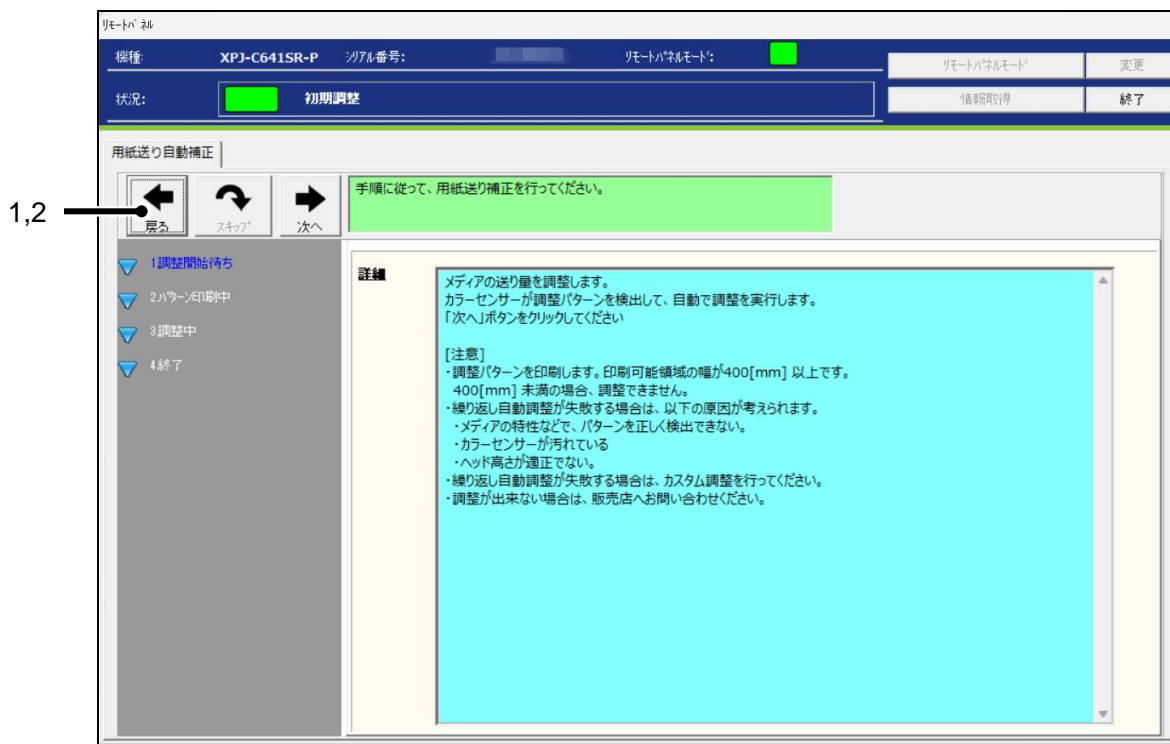 リモートパネル
機種: XPJ-C641SR-P シリアル番号: リモートパネルモード:
リモートパネルモード 変更
状況: 初期調整
情報取得 終了
用紙送り自動補正
手順に従って、用紙送り補正を行ってください。
1,2
戻る スキップ 次へ
1調整開始待ち
2パターン印刷中
3調整中
4終了
詳細
メディアの送り量を調整します。
カラーセンサーが調整パターンを検出して、自動で調整を実行します。
「次へ」ボタンをクリックしてください
[注意]
・調整パターンを印刷します。印刷可能領域の幅が400[mm] 以上です。
400[mm] 未満の場合、調整できません。
・繰り返し自動調整が失敗する場合は、以下の原因が考えられます。
・メディアの特性などで、パターンを正しく検出できない。
・カラーセンサーが汚れている
・ヘッド高さが適正でない。
・繰り返し自動調整が失敗する場合は、カスタム調整を行ってください。
・調整が出来ない場合は、販売店へお問い合わせください。